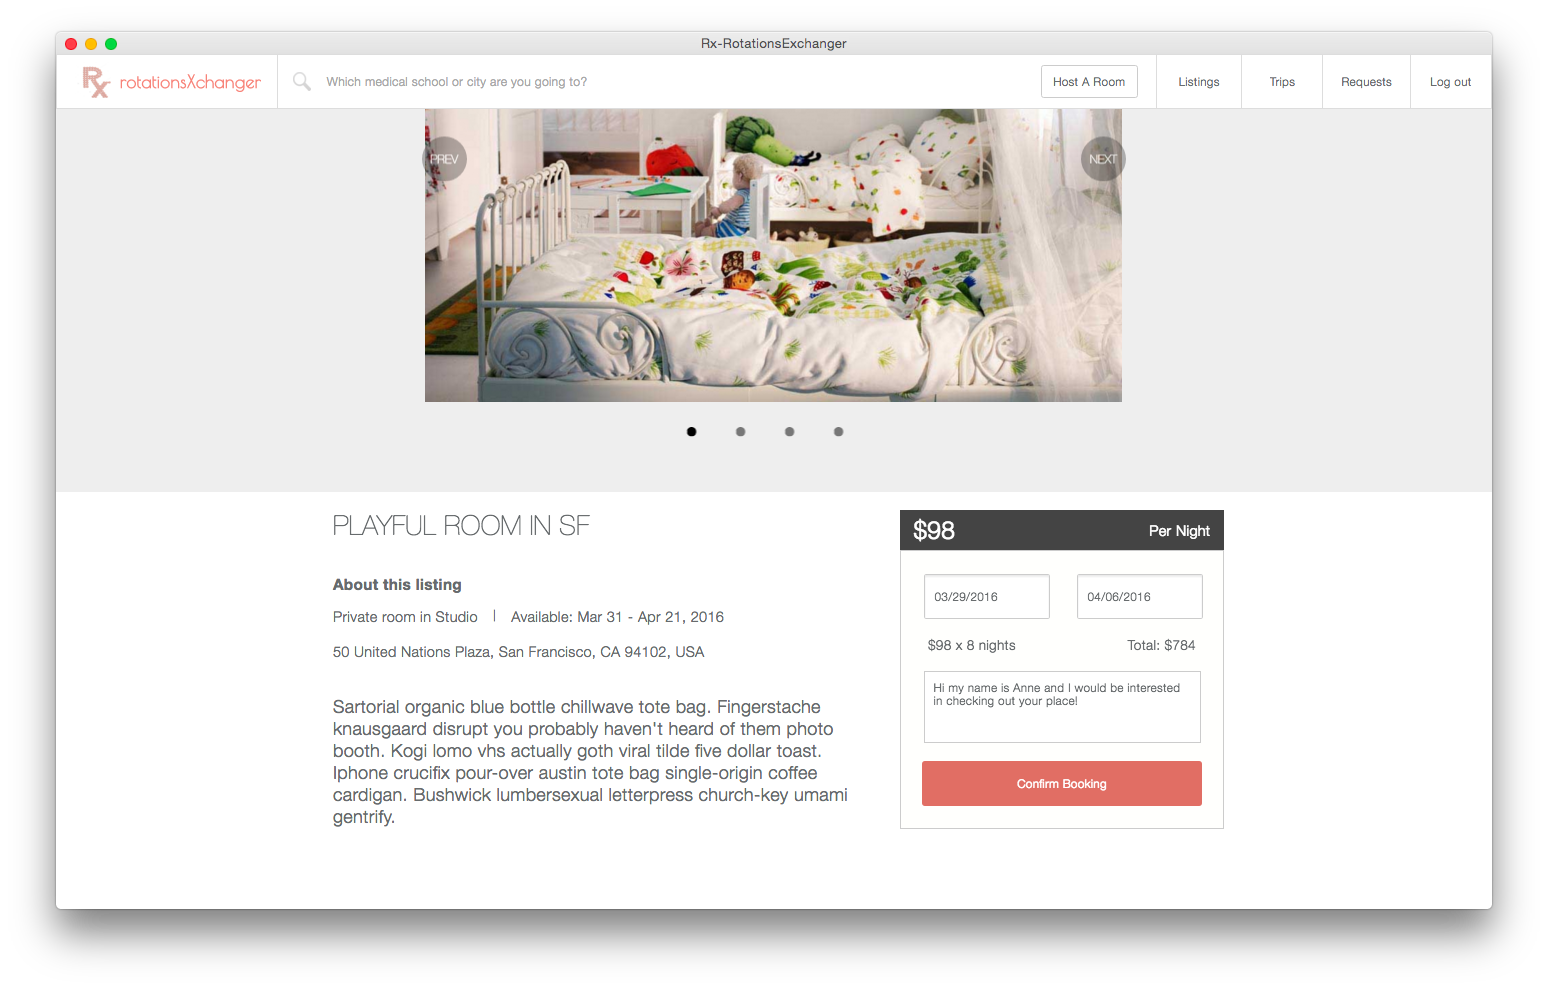 Rx-RotationsExchanger
Rx rotationsXchanger
Which medical school or city are you going to?
Host A Room
Listings
Trips
Requests
Log out
PREV
NEXT
PLAYFUL ROOM IN SF
About this listing
Private room in Studio | Available: Mar 31 - Apr 21, 2016
50 United Nations Plaza, San Francisco, CA 94102, USA
Sartorial organic blue bottle chillwave tote bag. Fingerstache
knausgaard disrupt you probably haven't heard of them photo
booth. Kogi lomo vhs actually goth viral tilde five dollar toast.
Iphone crucifix pour-over austin tote bag single-origin coffee
cardigan. Bushwick lumbersexual letterpress church-key umami
gentrify.
$98 Per Night
03/29/2016 04/06/2016
$98 x 8 nights Total: $784
Hi my name is Anne and I would be interested
in checking out your place!
Confirm Booking